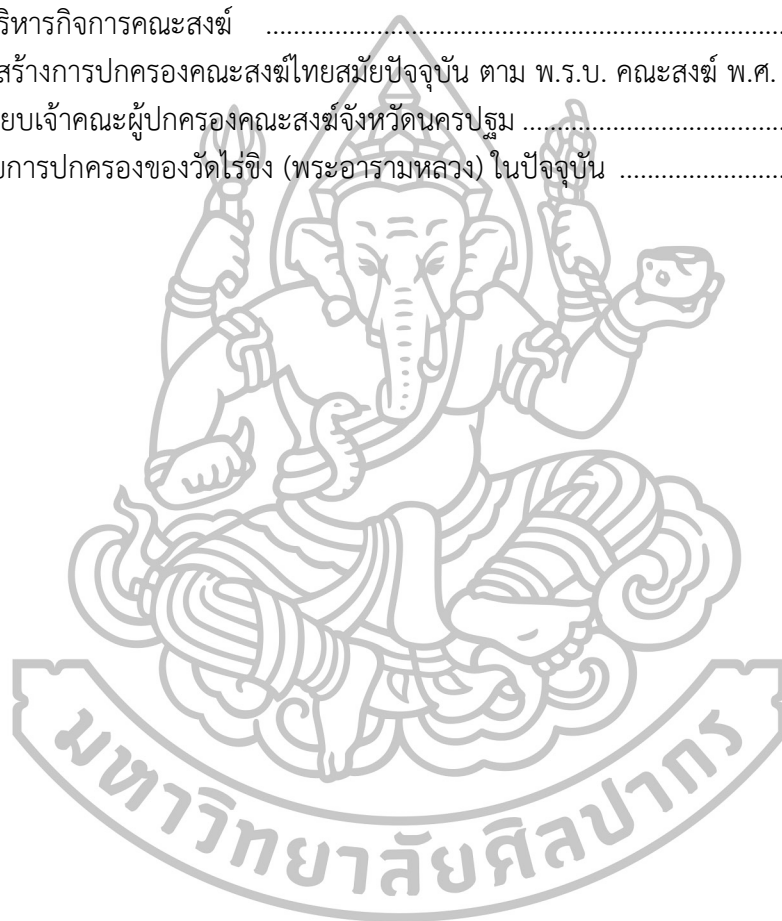 ริหารกิจการคณะสงฆ์ ................................................................................
สร้างการปกครองคณะสงฆ์ไทยสมัยปัจจุบัน ตาม พ.ร.บ. คณะสงฆ์ พ.ศ.
ยบเจ้าคณะผู้ปกครองคณะสงฆ์จังหวัดนครปฐม ..........................................
บการปกครองของวัดไร่ขิง (พระอารามหลวง) ในปัจจุบัน ..........................
มหาวิทยาลัยศิลปากร